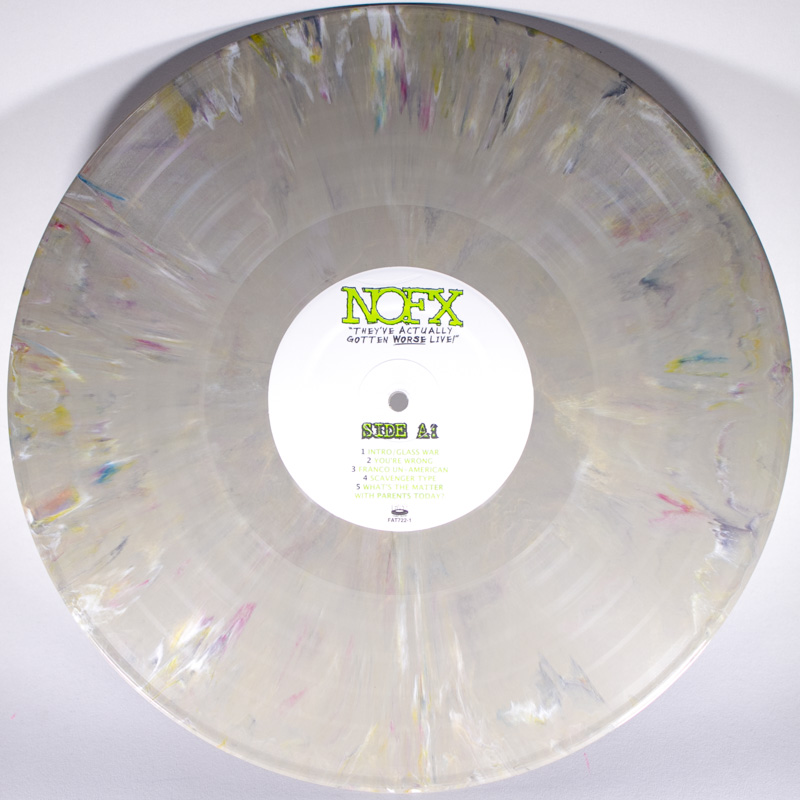 NOFX
"THEY'VE ACTUALLY
GOTTEN WORSE LIVE!"
SIDE A:
1 INTRO, GLASS WAR
2 YOU'RE WRONG
3 FRANCO UN-AMERICAN
4 SCAVENGER TYPE
5 WHAT'S THE MATTER
WITH PARENTS TODAY?
FAT722-1